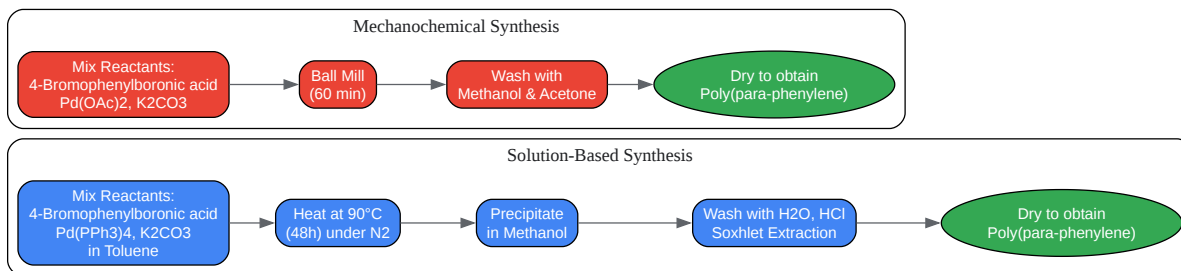 Mechanochemical Synthesis
Mix Reactants:
4-Bromophenylboronic acid
Pd(OAc)2, K2CO3
Ball Mill
(60 min)
Wash with
Methanol & Acetone
Dry to obtain
Poly(para-phenylene)
Solution-Based Synthesis
Mix Reactants:
4-Bromophenylboronic acid
Pd(PPh3)4, K2CO3
in Toluene
Heat at 90°C
(48h) under N2
Precipitate
in Methanol
Wash with H2O, HCl
Soxhlet Extraction
Dry to obtain
Poly(para-phenylene)